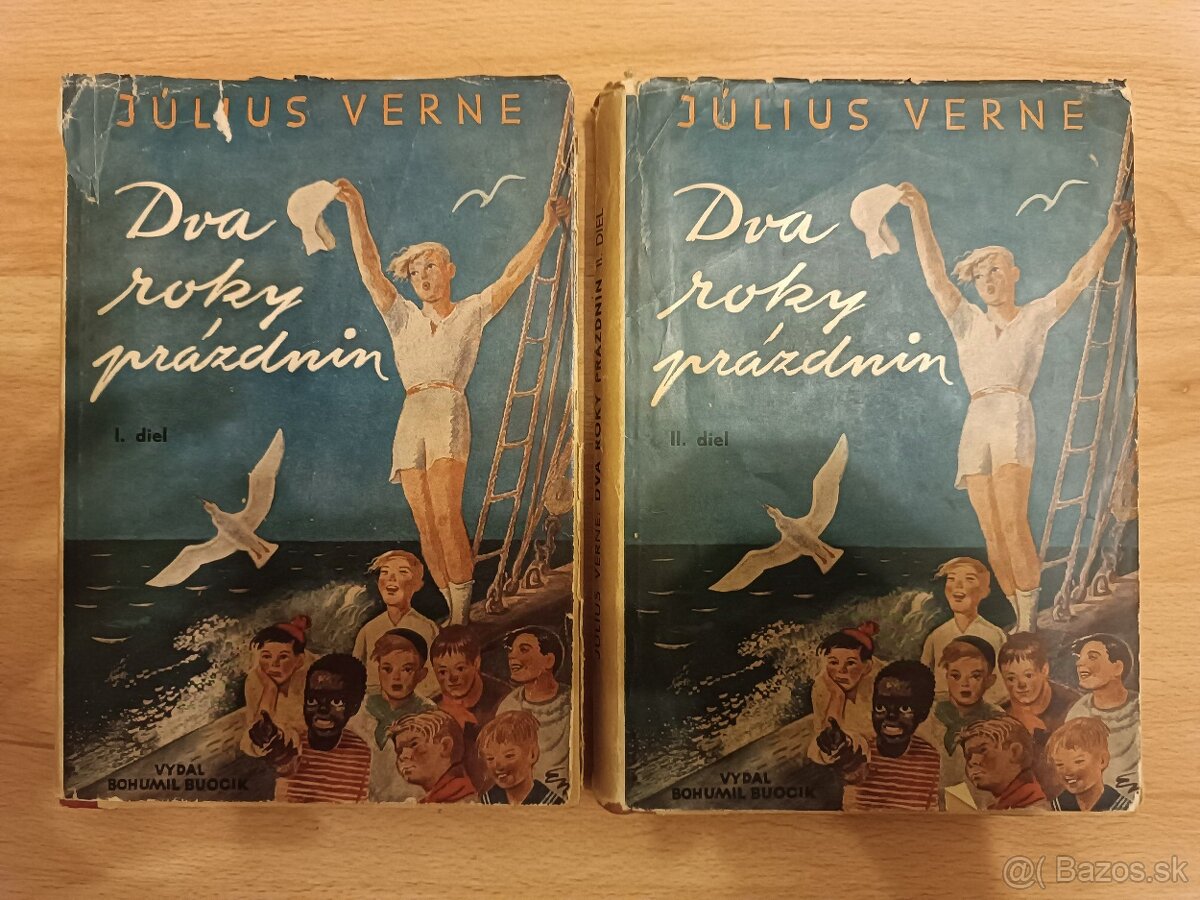 JÚLIUS VERNE
Dva
roky
prázdnin
I. diel
VYDAL
BOHUMIL BUOCIK
JÚLIUS VERNE: DVA ROKY PRÁZDNIN II. DIEL
JÚLIUS VERNE
Dva
roky
prázdnin
II. diel
VYDAL
BOHUMIL BUOCIK
@( Bazos.sk